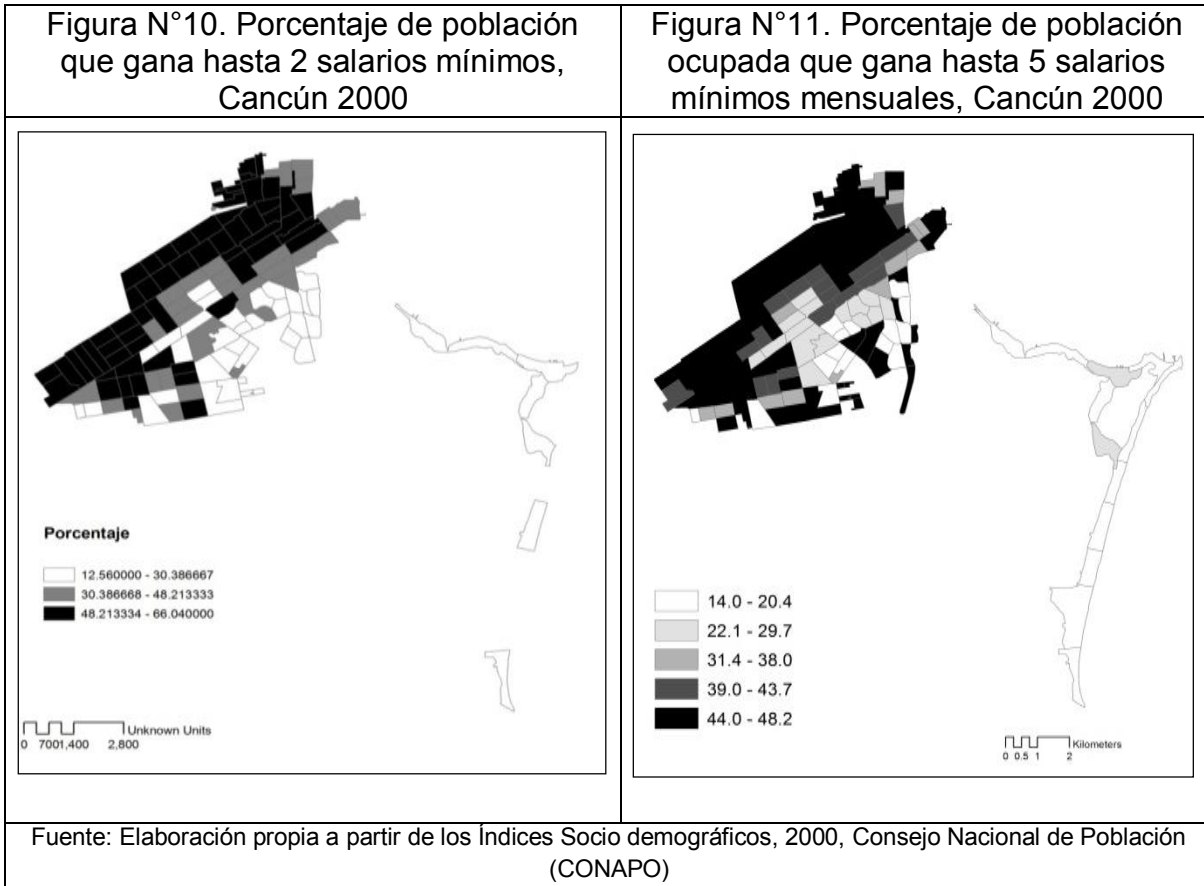 Figura N°10. Porcentaje de población
que gana hasta 2 salarios mínimos,
Cancún 2000
Figura N°11. Porcentaje de población
ocupada que gana hasta 5 salarios
mínimos mensuales, Cancún 2000
Porcentaje
12.560000 - 30.386667
30.386668 - 48.213333
48.213334 - 66.040000
Unknown Units
0 7001,400 2,800
14.0 - 20.4
22.1 - 29.7
31.4 - 38.0
39.0 - 43.7
44.0 - 48.2
Kilometers
0 0.5 1 2
Fuente: Elaboración propia a partir de los Índices Socio demográficos, 2000, Consejo Nacional de Población
(CONAPO)